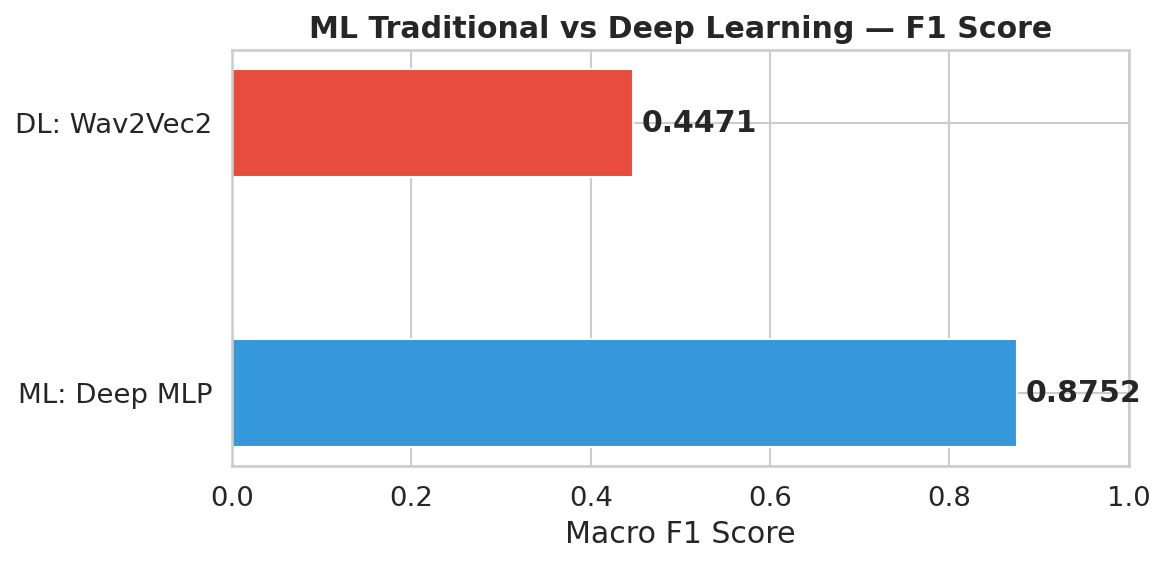 ML Traditional vs Deep Learning — F1 Score
DL: Wav2Vec2
0.4471
ML: Deep MLP
0.8752
0.0 0.2 0.4 0.6 0.8 1.0
Macro F1 Score